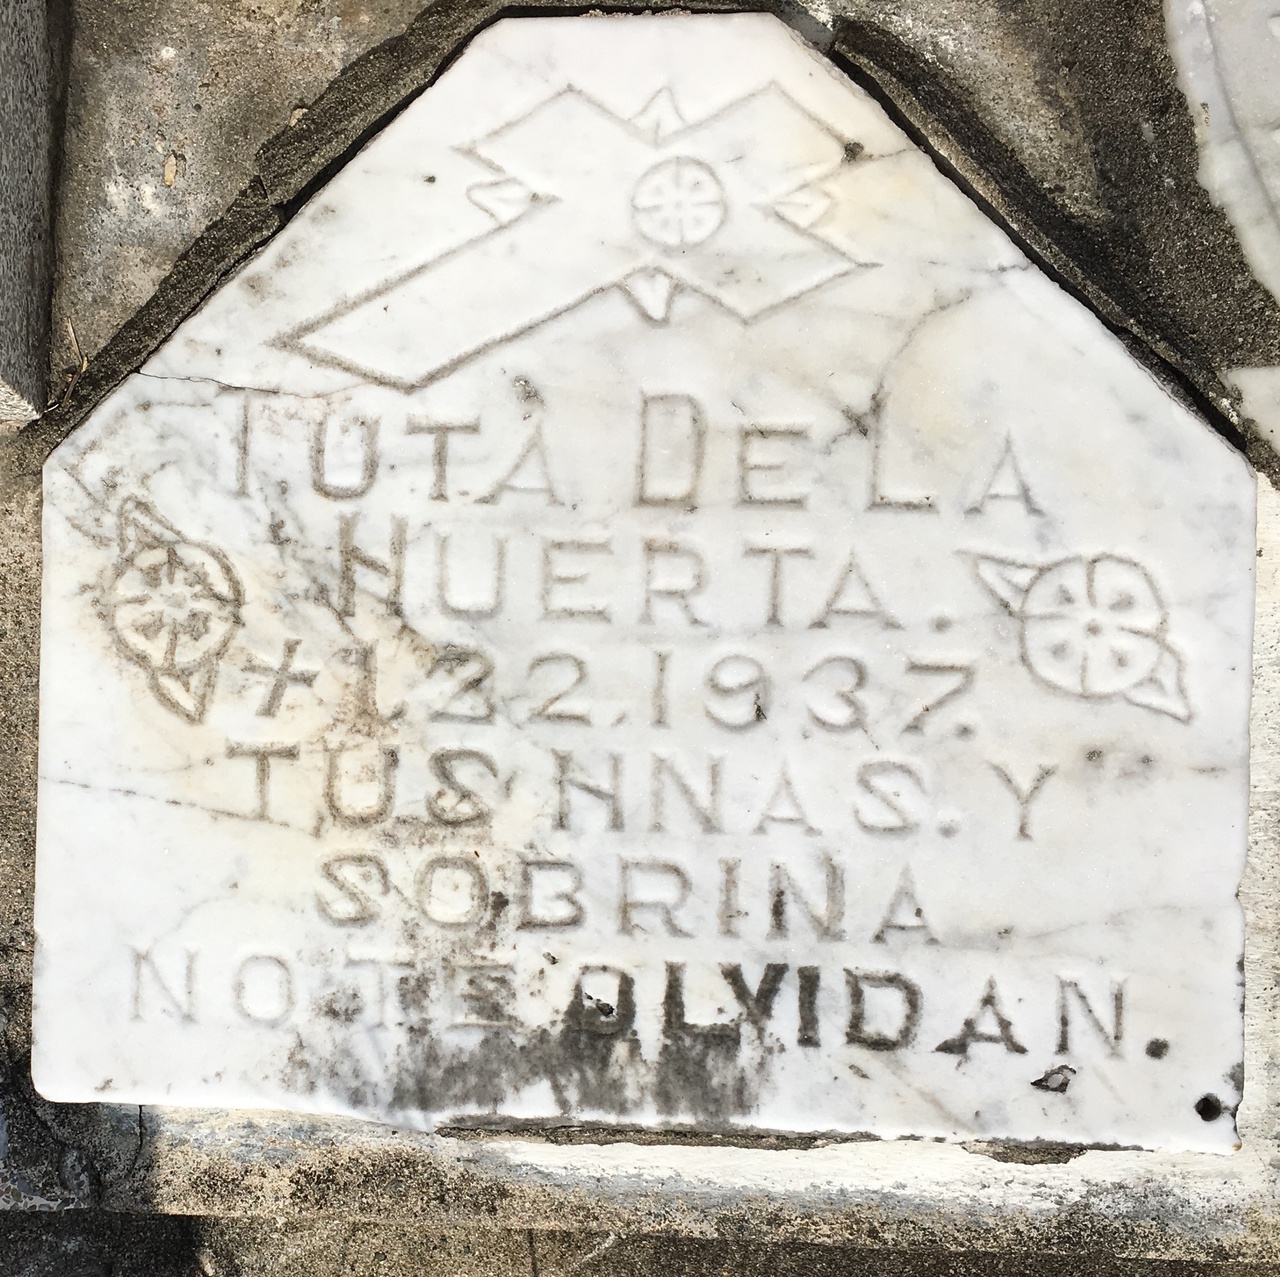 TUTA DE LA
HUERTA.
+1.22.1937.
TUS HNAS. Y
SOBRINA
NO TE OLVIDAN.